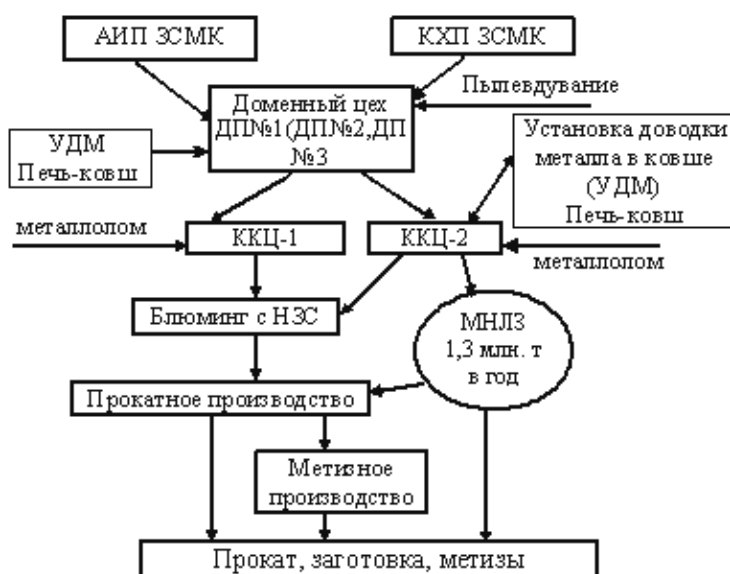 АИП ЗСМК
КХП ЗСМК
Пылевдувание
Доменный цех
ДП№1(ДП№2,ДП
№3
УДМ
Печь-ковш
Установка доводки
металла в ковше
(УДМ)
Печь-ковш
металлолом
ККЦ-1
ККЦ-2
металлолом
Блюминг с НЗС
МНЛЗ
1,3 млн. т
в год
Прокатное производство
Метизное
производство
Прокат, заготовка, метизы